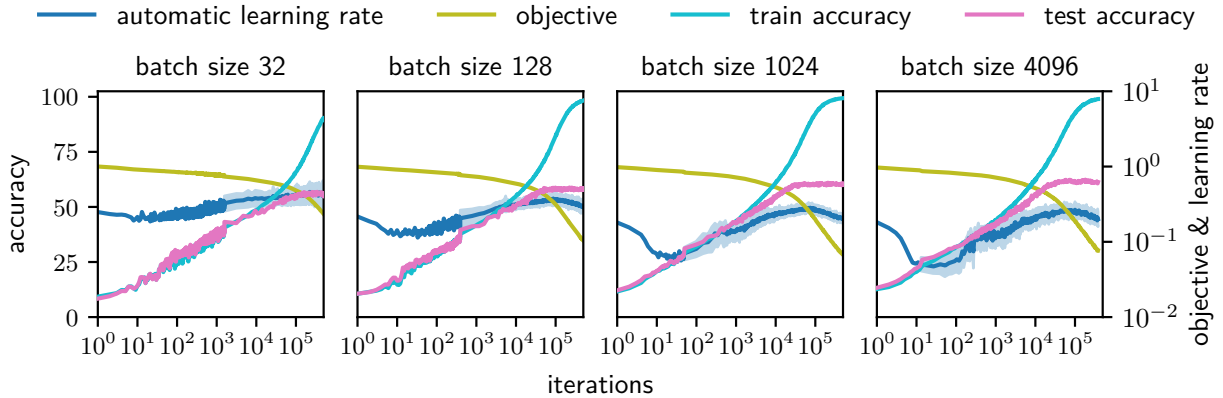 automatic learning rate objective train accuracy test accuracy
batch size 32 batch size 128 batch size 1024 batch size 4096
accuracy
100
75
50
25
0
10^0 10^1 10^2 10^3 10^4 10^5 10^0 10^1 10^2 10^3 10^4 10^5 10^0 10^1 10^2 10^3 10^4 10^5 10^0 10^1 10^2 10^3 10^4 10^5
iterations
10^1
10^0
10^−1
10^−2
objective & learning rate